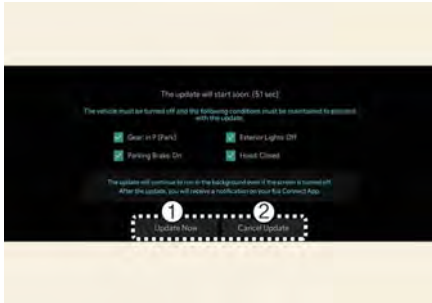 The update will start soon. (51 sec)
The vehicle must be turned off and the following conditions must be maintained to proceed
with the update.
Gear: in P (Park) Exterior Lights: Off
Parking Brake: On Hood: Closed
The update will continue to run in the background even if the screen is turned off.
After the update, you will receive a notification on your Kia Connect App.
1 2
Update Now Cancel Update